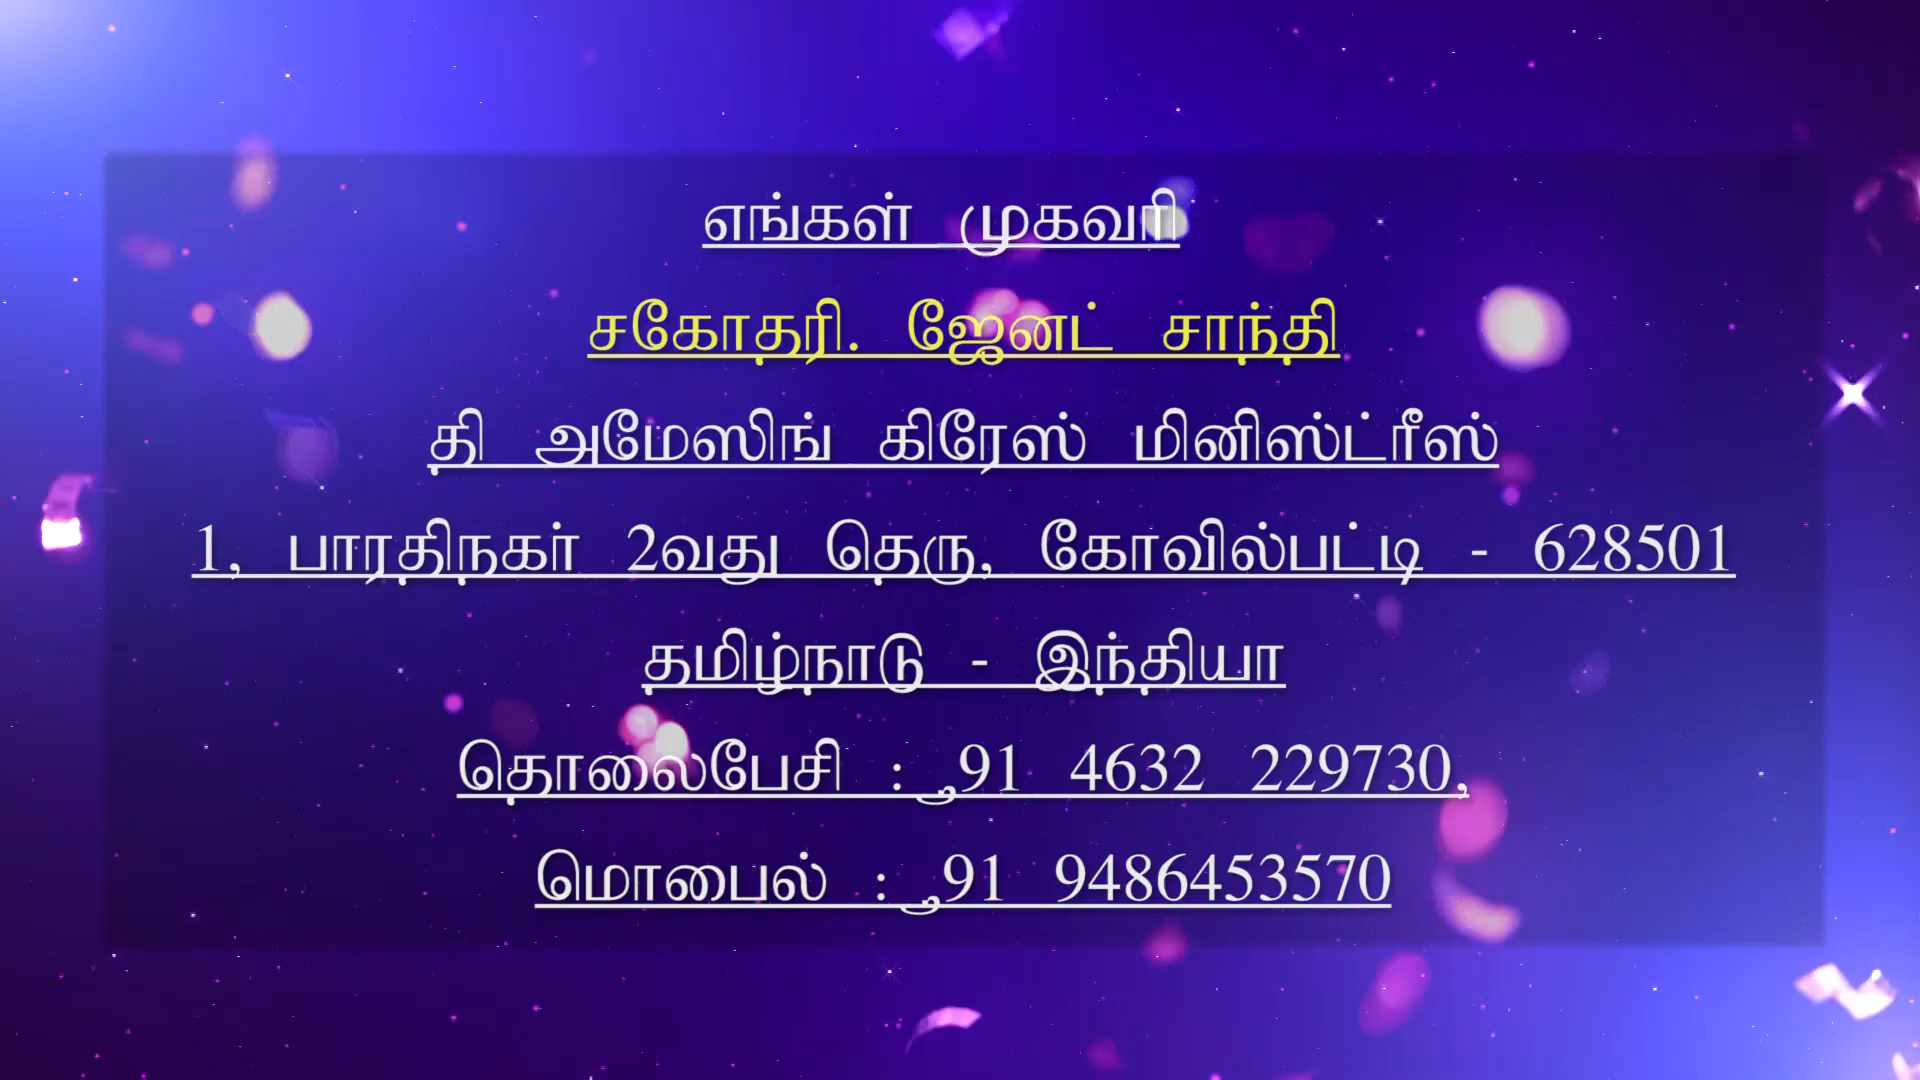 எங்கள் முகவரி
சகோதரி. ஜேனட் சாந்தி
தி அமேஸிங் கிரேஸ் மினிஸ்ட்ரீஸ்
1, பாரதிநகர் 2வது தெரு, கோவில்பட்டி - 628501
தமிழ்நாடு - இந்தியா
தொலைபேசி : ு91 4632 229730,
மொபைல் : ு91 9486453570